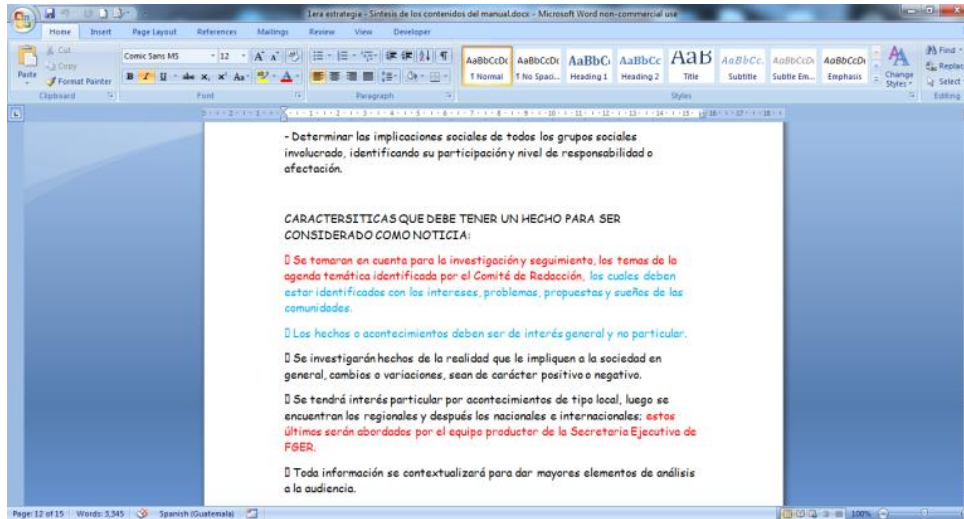 1era estrategia - Sintesis de los contenidos del manual.docx - Microsoft Word non-commercial use
Home Insert Page Layout References Mailings Review View Developer
Cut
Copy
Format Painter
Paste
Clipboard
Comic Sans MS 12
Font
Paragraph
AaBbCcDc AaBbCcDc AaBbCc AaBbCc AaB AaBbCc. AaBbCcDc AaBbCcDc
¶ Normal ¶ No Spaci... Heading 1 Heading 2 Title Subtitle Subtle Em... Emphasis
Change Styles
Styles
Find
Replac
Select
Editing
- Determinar las implicaciones sociales de todos los grupos sociales
involucrado, identificando su participación y nivel de responsabilidad o
afectación.
CARACTERSITICAS QUE DEBE TENER UN HECHO PARA SER
CONSIDERADO COMO NOTICIA:
Se tomaran en cuenta para la investigación y seguimiento, los temas de la
agenda temática identificada por el Comité de Redacción, los cuales deben
estar identificados con los intereses, problemas, propuestas y sueños de las
comunidades.
Los hechos o acontecimientos deben ser de interés general y no particular.
Se investigarán hechos de la realidad que le impliquen a la sociedad en
general, cambios o variaciones, sean de carácter positivo o negativo.
Se tendrá interés particular por acontecimientos de tipo local, luego se
encuentran los regionales y después los nacionales e internacionales; estos
últimos serán abordados por el equipo productor de la Secretaria Ejecutiva de
FGER.
Toda información se contextualizará para dar mayores elementos de análisis
a la audiencia.
Page: 12 of 15 Words: 3,345 Spanish (Guatemala) 100%